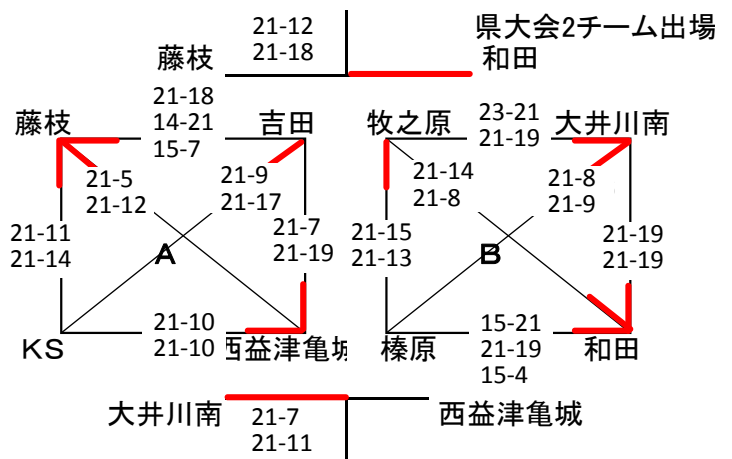 21-12
21-18
県大会2チーム出場
藤枝
和田
藤枝
21-18
14-21
15-7
吉田
牧之原
23-21
21-19
大井川南
21-5
21-12
21-9
21-17
21-14
21-8
21-8
21-9
21-11
21-14
A
21-7
21-19
21-15
21-13
B
21-19
21-19
KS
21-10
21-10
西益津亀城
榛原
15-21
21-19
15-4
和田
大井川南
21-7
21-11
西益津亀城